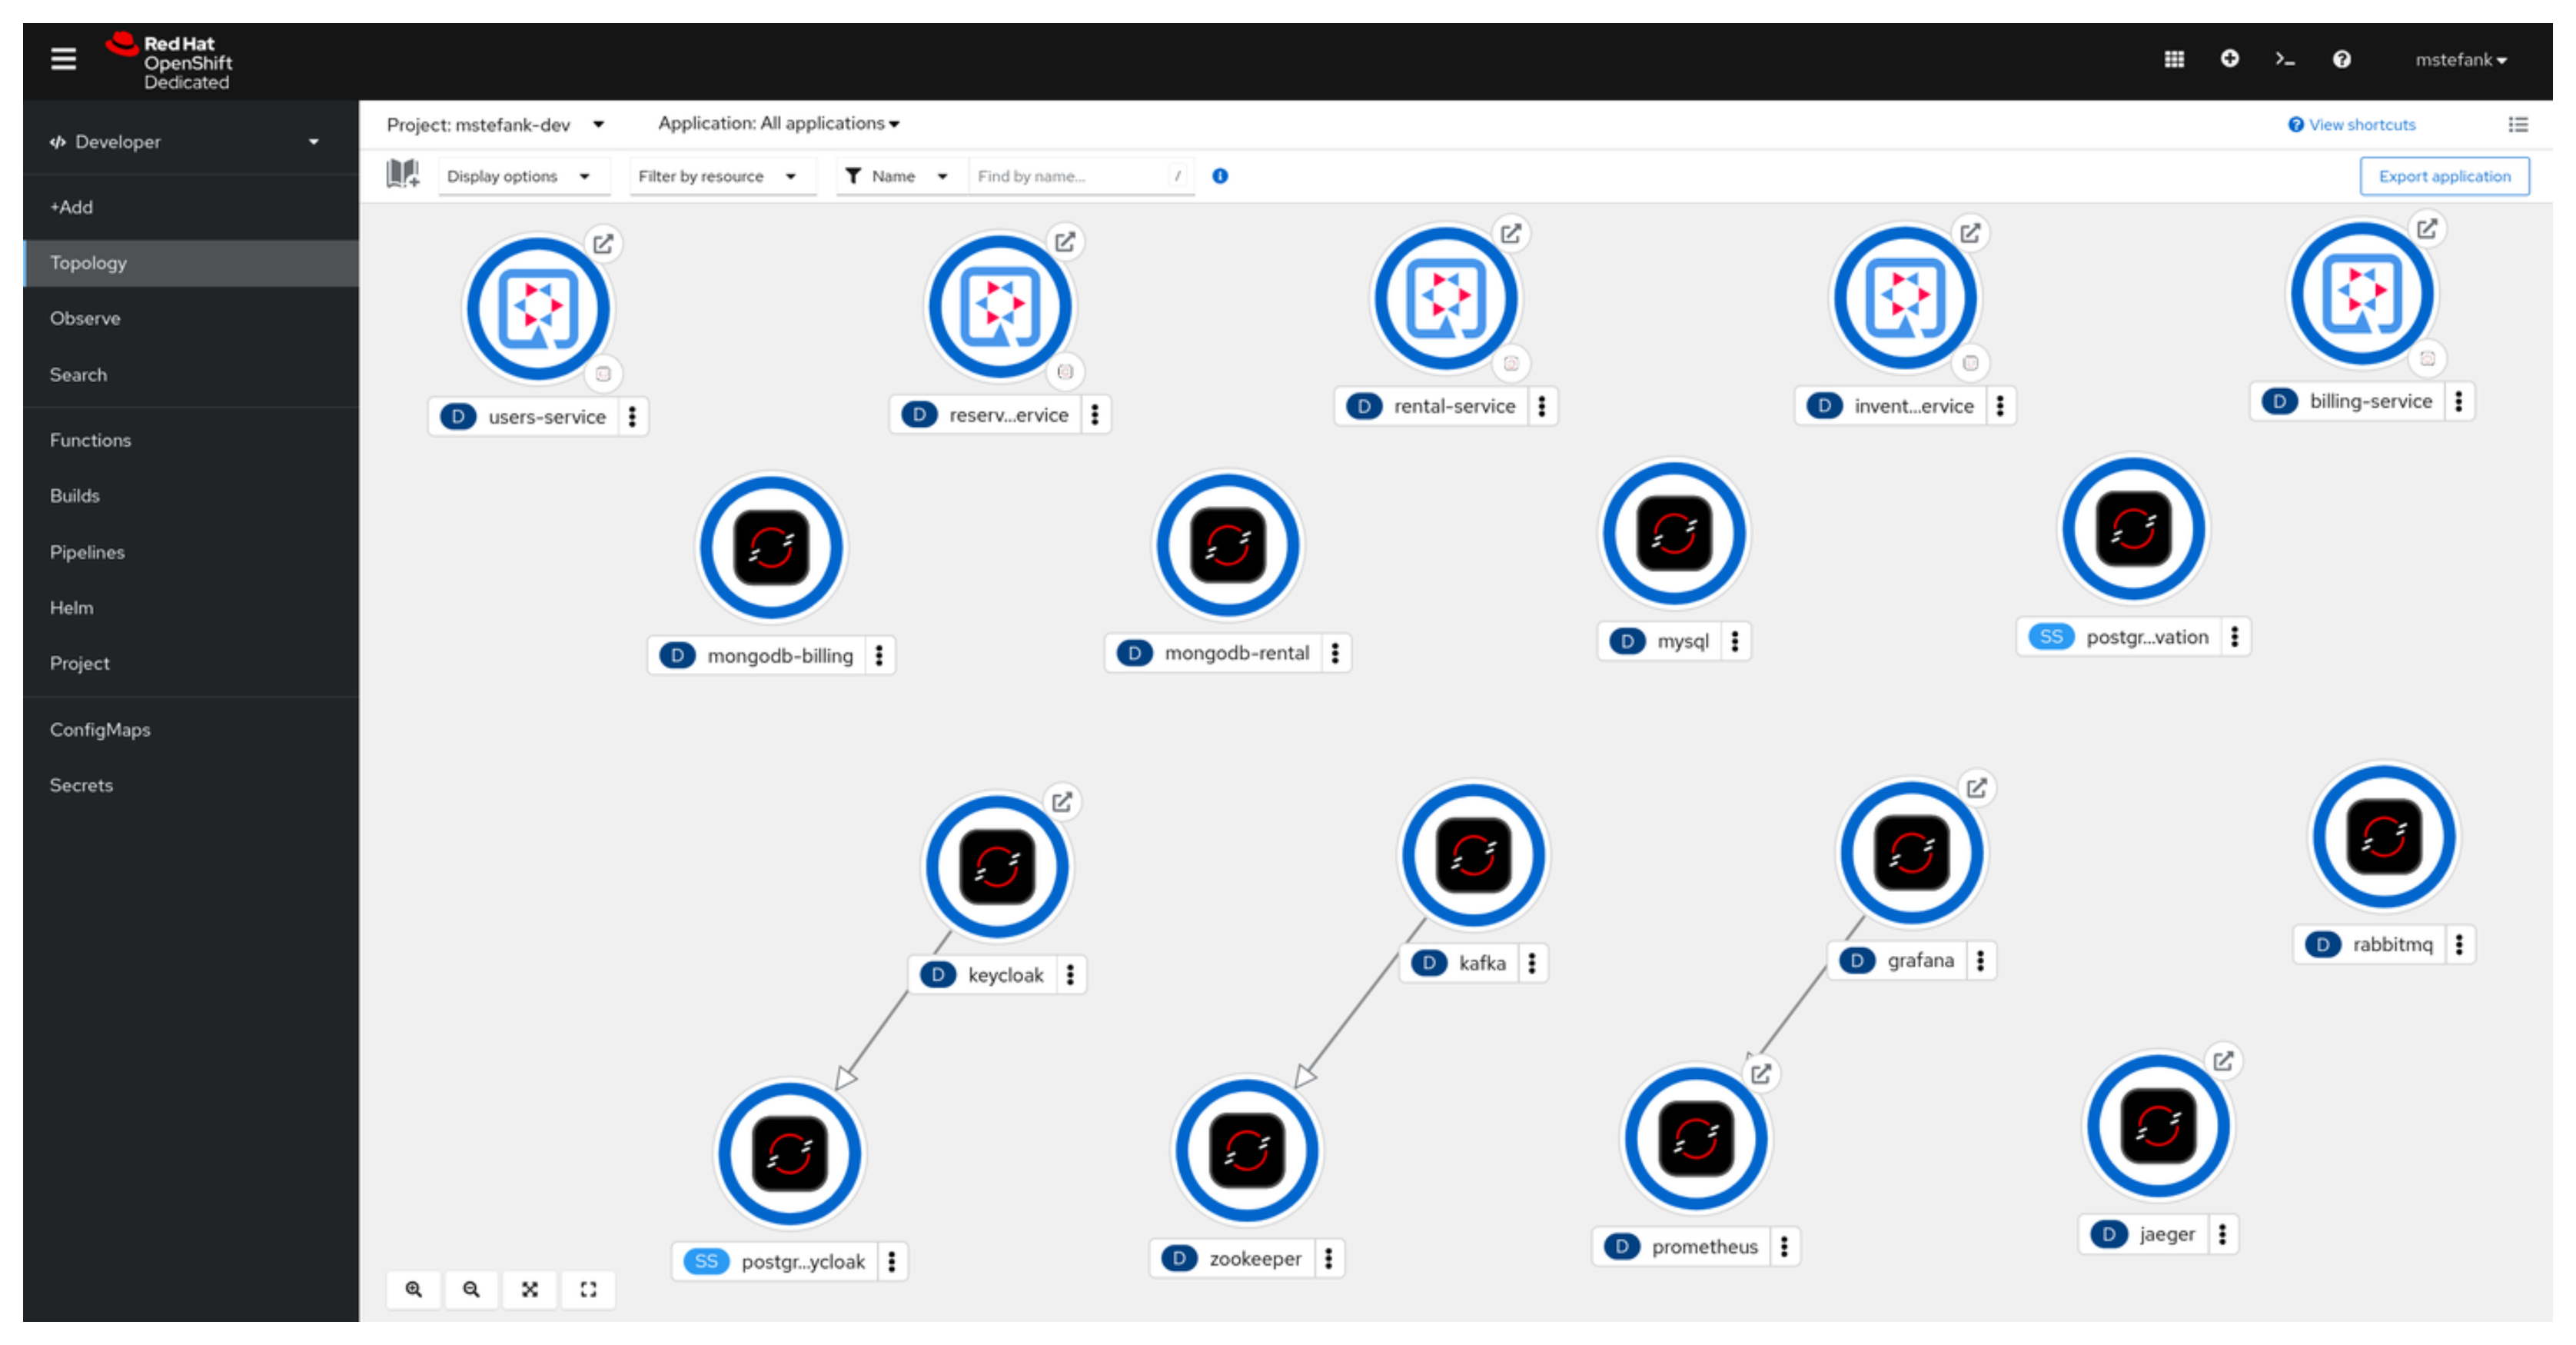 Red Hat
OpenShift
Dedicated
mstefank
Developer
+Add
Topology
Observe
Search
Functions
Builds
Pipelines
Helm
Project
ConfigMaps
Secrets
Project: mstefank-dev
Application: All applications
View shortcuts
Display options
Filter by resource
Name
Find by name...
/
Export application
D users-service
D reserv...ervice
D rental-service
D invent...ervice
D billing-service
D mongodb-billing
D mongodb-rental
D mysql
SS postgr...vation
D keycloak
D kafka
D grafana
D rabbitmq
SS postgr...ycloak
D zookeeper
D prometheus
D jaeger